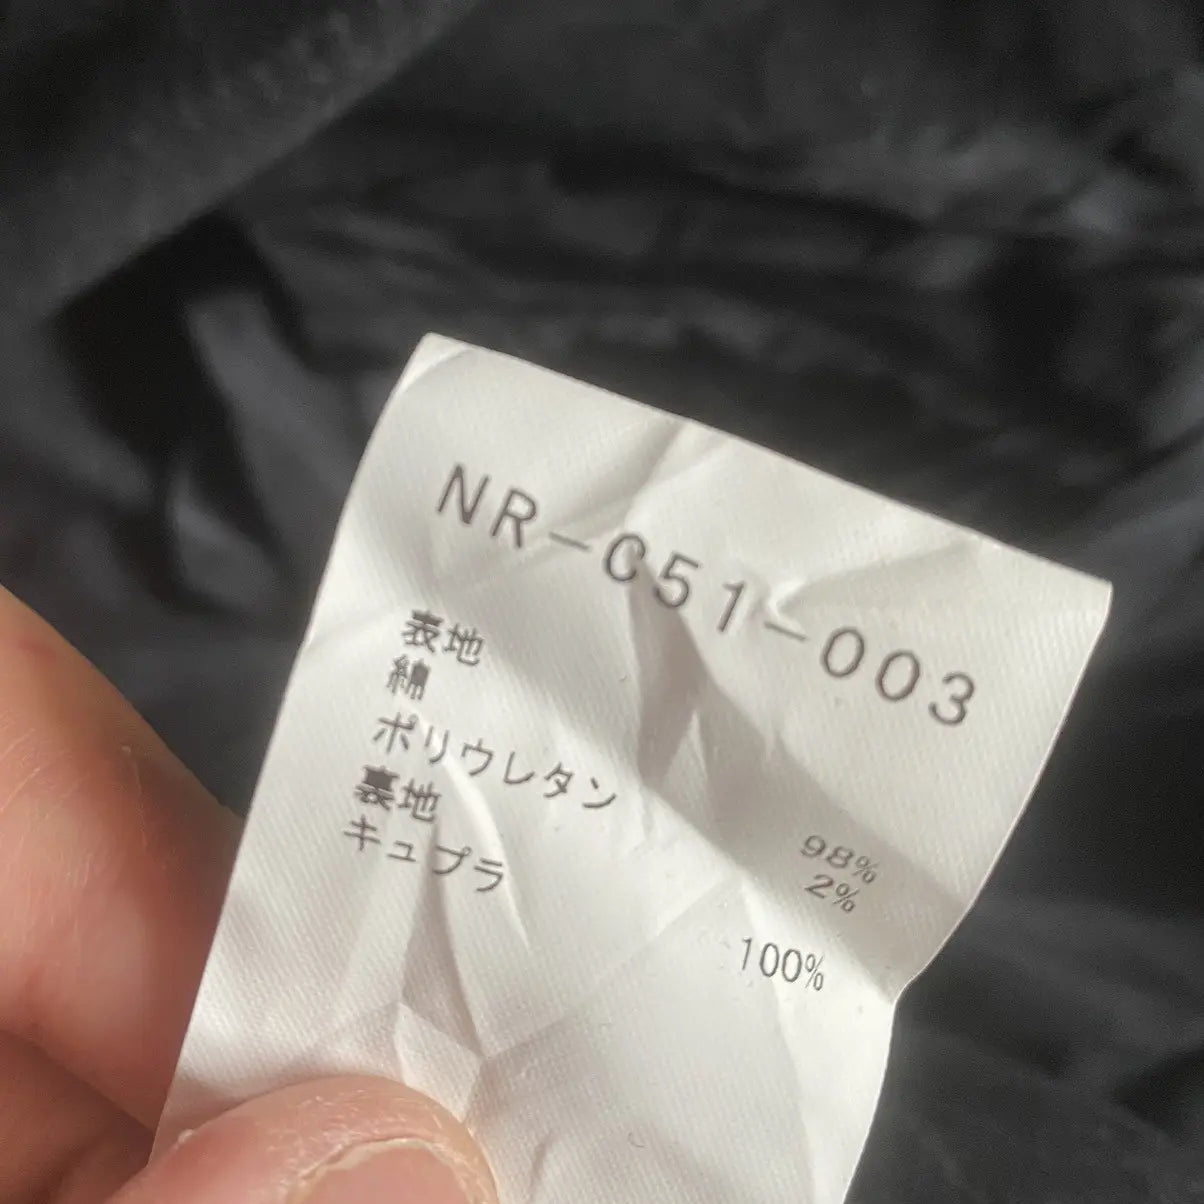 NR-C51-003
表地
綿 98%
ポリウレタン 2%
裏地
キュプラ 100%